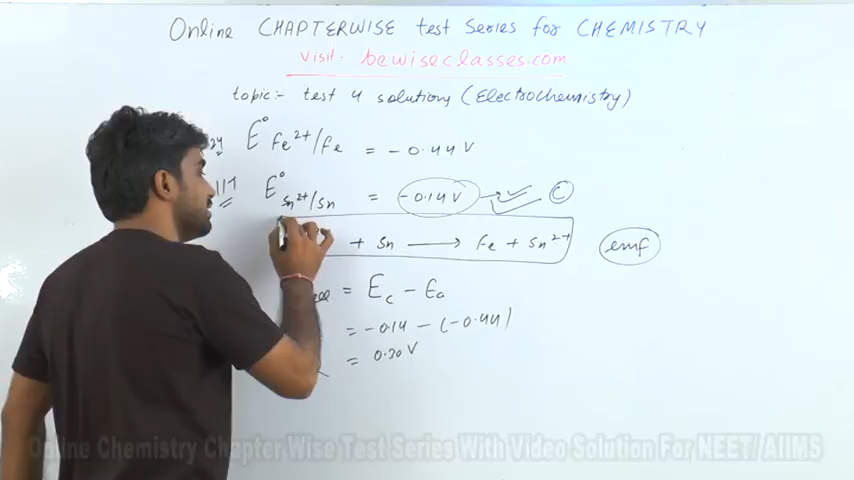 Online CHAPTERWISE test Series for CHEMISTRY
visit. bewiseclasses.com
topic:- test 4 solutions (Electrochemistry)
E° Fe²⁺/Fe = - 0.44 V
E° Sn²⁺/Sn = - 0.14 V C
+ Sn → Fe + Sn²⁺ emf
= Ec - Ea
= - 0.14 - (-0.44)
= 0.30 V
Online Chemistry Chapter Wise Test Series With Video Solution For NEET/ AIIMS